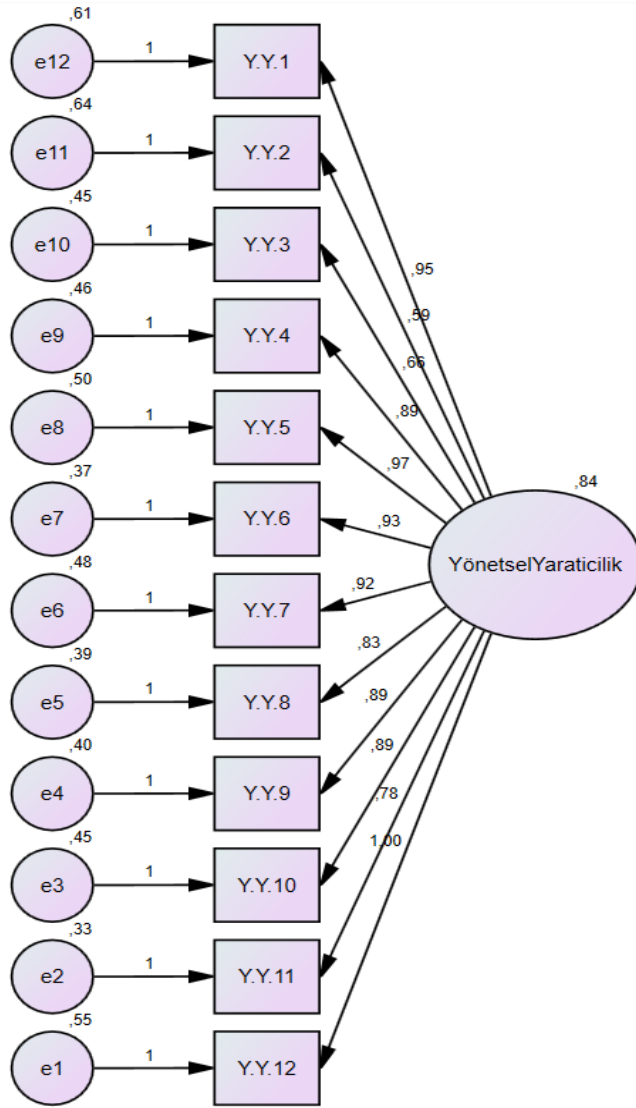 ,61
e12 1 Y.Y.1
,64
e11 1 Y.Y.2
,45
e10 1 Y.Y.3
,46
e9 1 Y.Y.4
,50
e8 1 Y.Y.5
,37
e7 1 Y.Y.6
,48
e6 1 Y.Y.7
,39
e5 1 Y.Y.8
,40
e4 1 Y.Y.9
,45
e3 1 Y.Y.10
,33
e2 1 Y.Y.11
,55
e1 1 Y.Y.12
,95
,59
,66
,89
,97
,93
,92
,83
,89
,89
,78
1,00
,84
YönetselYaraticilik